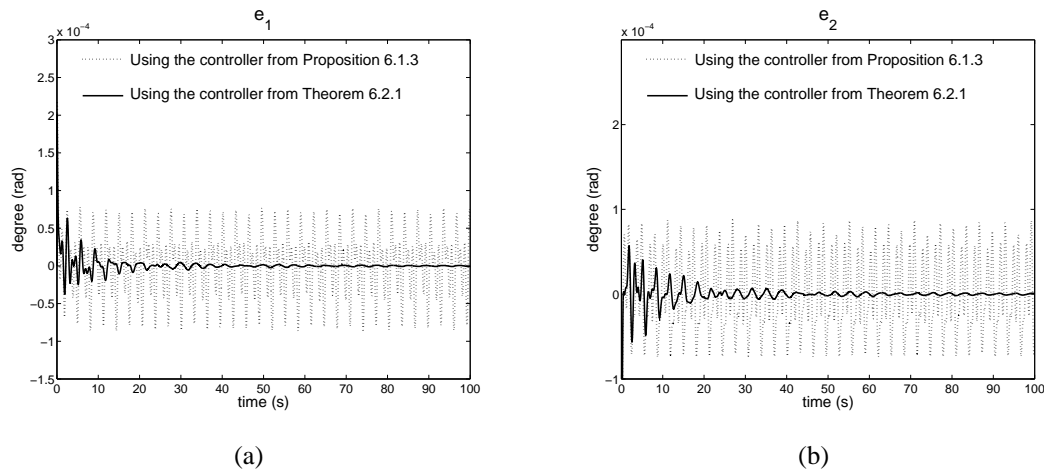 e1
x 10-4
3
Using the controller from Proposition 6.1.3
2.5
Using the controller from Theorem 6.2.1
2
1.5
1
0.5
0
−0.5
−1
−1.5
degree (rad)
0 10 20 30 40 50 60 70 80 90 100
time (s)
(a)
e2
x 10-4
Using the controller from Proposition 6.1.3
Using the controller from Theorem 6.2.1
2
1
0
−1
degree (rad)
0 10 20 30 40 50 60 70 80 90 100
time (s)
(b)